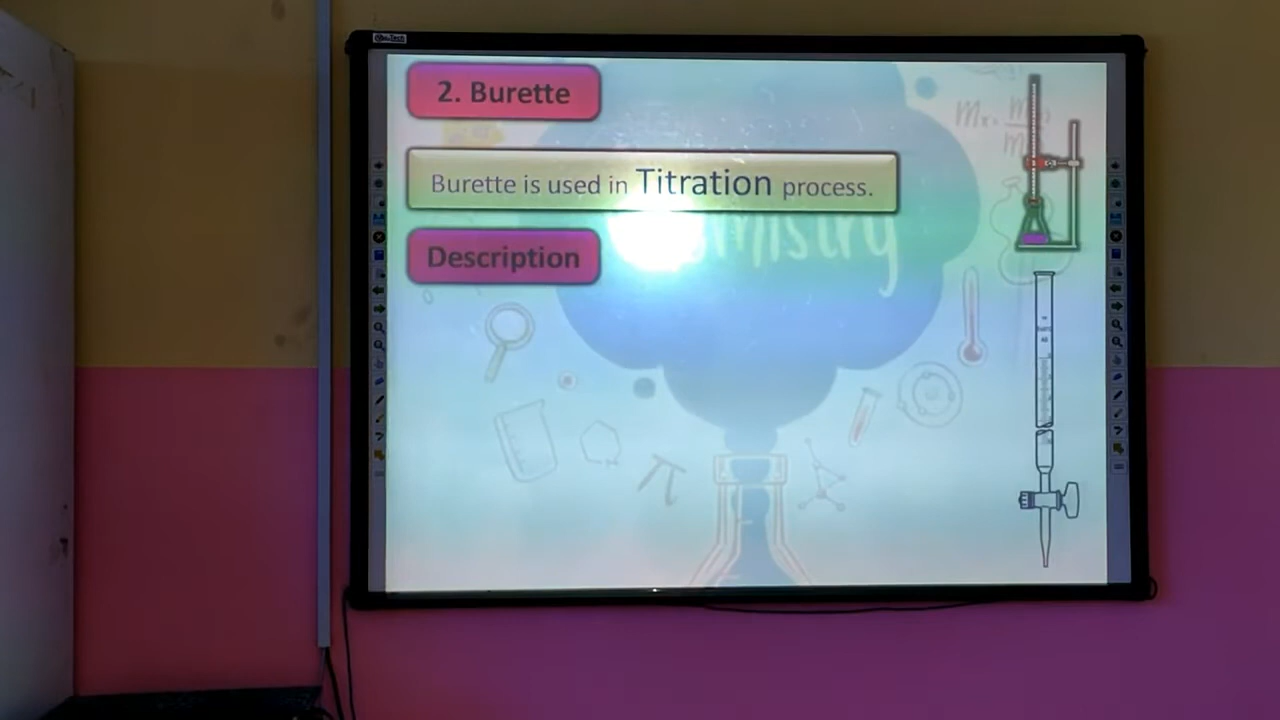 2. Burette
Burette is used in Titration process.
Description